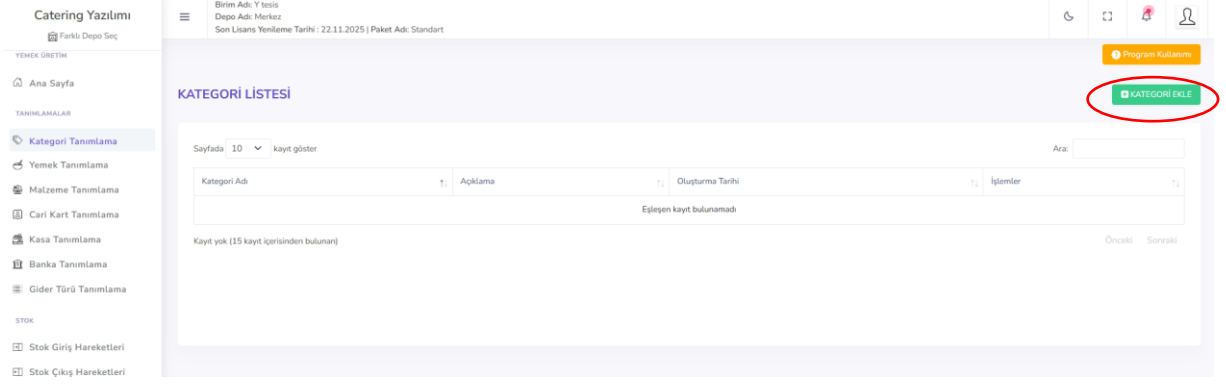 Catering Yazılımı
Farklı Depo Seç
YEMEK ÜRETİM
Ana Sayfa
TANIMLAMALAR
Kategori Tanımlama
Yemek Tanımlama
Malzeme Tanımlama
Cari Kart Tanımlama
Kasa Tanımlama
Banka Tanımlama
Gider Türü Tanımlama
STOK
Stok Giriş Hareketleri
Stok Çıkış Hareketleri
Birim Adı: Y tesis
Depo Adı: Merkez
Son Lisans Yenileme Tarihi : 22.11.2025 | Paket Adı: Standart
Program Kullanımı
KATEGORİ LİSTESİ
KATEGORİ EKLE
Sayfada 10 kayıt göster
Ara:
Kategori Adı Açıklama Oluşturma Tarihi İşlemler
Eşleşen kayıt bulunamadı
Kayıt yok (15 kayıt içerisinden bulunan)
Önceki Sonraki